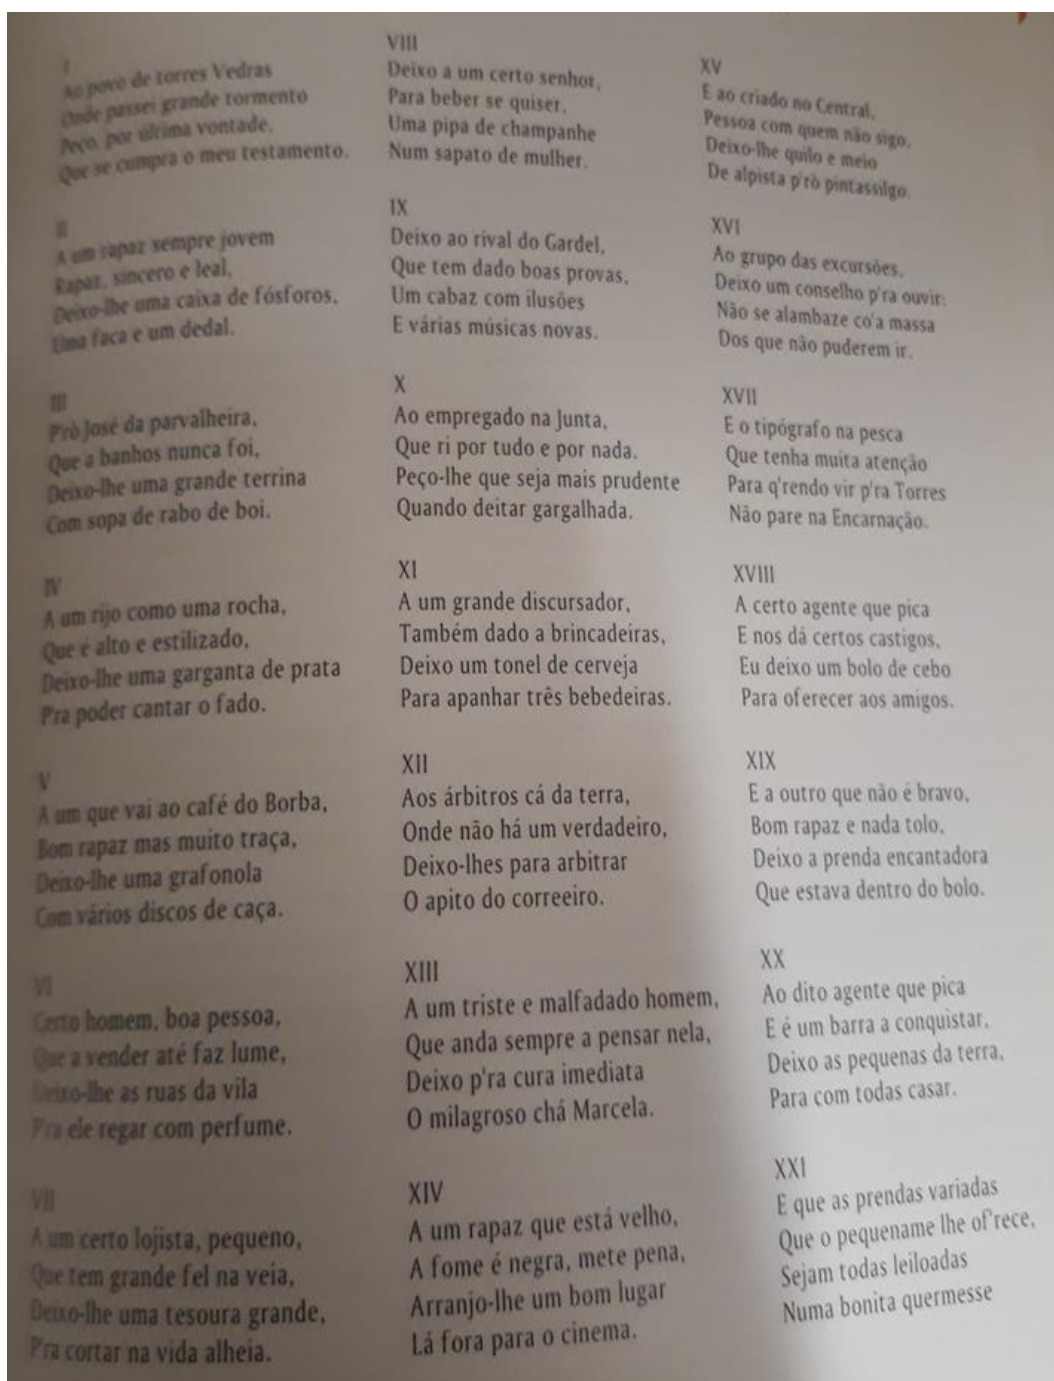 I
Ao povo de torres Vedras
Onde passei grande tormento
Peço, por última vontade,
Que se cumpra o meu testamento.
II
A um rapaz sempre jovem
Rapaz, sincero e leal,
Deixo-lhe uma caixa de fósforos,
Uma faca e um dedal.
III
Prò José da parvalheira,
Que a banhos nunca foi,
Deixo-lhe uma grande terrina
Com sopa de rabo de boi.
IV
A um rijo como uma rocha,
Que é alto e estilizado,
Deixo-lhe uma garganta de prata
P'ra poder cantar o fado.
V
A um que vai ao café do Borba,
Bom rapaz mas muito traça,
Deixo-lhe uma grafonola
Com vários discos de caça.
VI
Certo homem, boa pessoa,
Que a vender até faz lume,
Deixo-lhe as ruas da vila
P'ra ele regar com perfume.
VII
A um certo lojista, pequeno,
Que tem grande fel na veia,
Deixo-lhe uma tesoura grande,
P'ra cortar na vida alheia.
VIII
Deixo a um certo senhor,
Para beber se quiser,
Uma pipa de champanhe
Num sapato de mulher.
IX
Deixo ao rival do Gardel,
Que tem dado boas provas,
Um cabaz com ilusões
E várias músicas novas.
X
Ao empregado na Junta,
Que ri por tudo e por nada.
Peço-lhe que seja mais prudente
Quando deitar gargalhada.
XI
A um grande discursador,
Também dado a brincadeiras,
Deixo um tonel de cerveja
Para apanhar três bebedeiras.
XII
Aos árbitros cá da terra,
Onde não há um verdadeiro,
Deixo-lhes para arbitrar
O apito do correeiro.
XIII
A um triste e malfadado homem,
Que anda sempre a pensar nela,
Deixo p'ra cura imediata
O milagroso chá Marcela.
XIV
A um rapaz que está velho,
A fome é negra, mete pena,
Arranjo-lhe um bom lugar
Lá fora para o cinema.
XV
E ao criado no Central,
Pessoa com quem não sigo,
Deixo-lhe quilo e meio
De alpista p'rò pintassilgo.
XVI
Ao grupo das excursões,
Deixo um conselho p'ra ouvir:
Não se alambaze co'a massa
Dos que não puderem ir.
XVII
E o tipógrafo na pesca
Que tenha muita atenção
Para q'rendo vir p'ra Torres
Não pare na Encarnação.
XVIII
A certo agente que pica
E nos dá certos castigos,
Eu deixo um bolo de cebo
Para oferecer aos amigos.
XIX
E a outro que não é bravo,
Bom rapaz e nada tolo,
Deixo a prenda encantadora
Que estava dentro do bolo.
XX
Ao dito agente que pica
E é um barra a conquistar,
Deixo as pequenas da terra,
Para com todas casar.
XXI
E que as prendas variadas
Que o pequename lhe of'rece,
Sejam todas leiloadas
Numa bonita quermesse